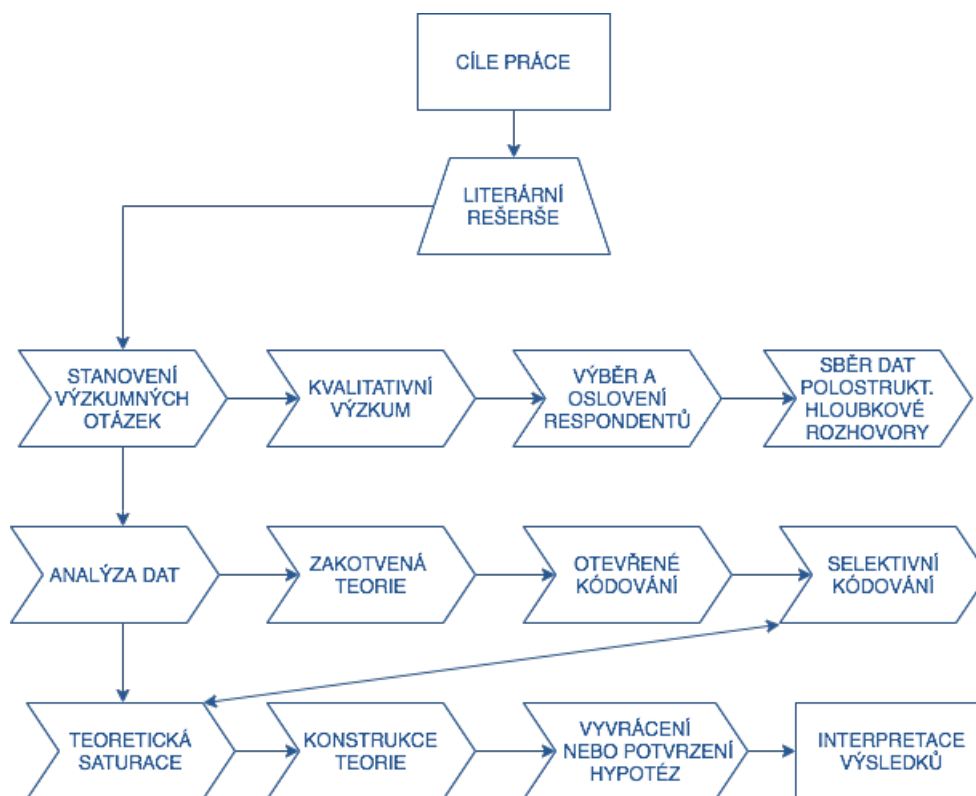 CÍLE PRÁCE
LITERÁRNÍ
REŠERŠE
STANOVENÍ
VÝZKUMNÝCH
OTÁZEK
KVALITATIVNÍ
VÝZKUM
VÝBĚR A
OSLOVENÍ
RESPONDENTŮ
SBĚR DAT
POLOSTRUKT.
HLOUBKOVÉ
ROZHOVORY
ANALÝZA DAT
ZAKOTVENÁ
TEORIE
OTEVŘENÉ
KÓDOVÁNÍ
SELEKTIVNÍ
KÓDOVÁNÍ
TEORETICKÁ
SATURACE
KONSTRUKCE
TEORIE
VYVRÁCENÍ
NEBO POTVRZENÍ
HYPOTÉZ
INTERPRETACE
VÝSLEDKŮ